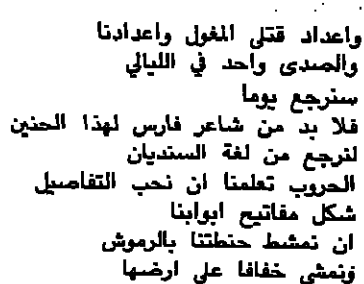 واعداد قتلى المغول واعدادنا
والصدى واحد في الليالي
سنرجع يوما
فلا بد من شاعر فارس لهذا الحنين
لنرجع من لغة السنديان
الحروب تعلمنا ان نحب التفاصيل
شكل مفاتيح ابوابنا
ان نمشط حنطتنا بالرموش
ونمشي خفافا على ارضها